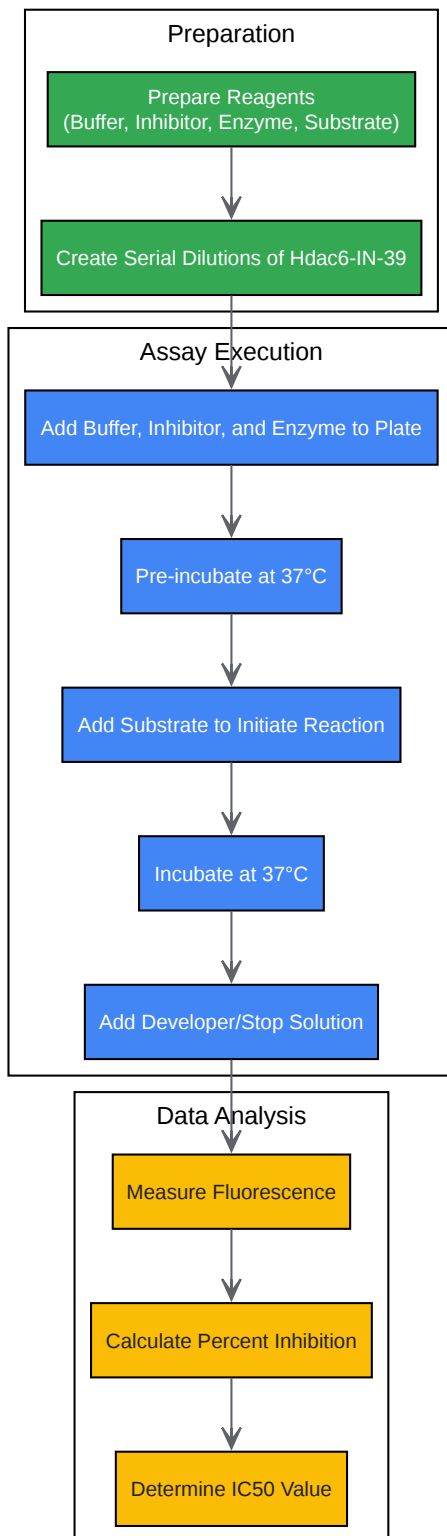 Preparation
Prepare Reagents
(Buffer, Inhibitor, Enzyme, Substrate)
Create Serial Dilutions of Hdac6-IN-39
Assay Execution
Add Buffer, Inhibitor, and Enzyme to Plate
Pre-incubate at 37°C
Add Substrate to Initiate Reaction
Incubate at 37°C
Add Developer/Stop Solution
Data Analysis
Measure Fluorescence
Calculate Percent Inhibition
Determine IC50 Value